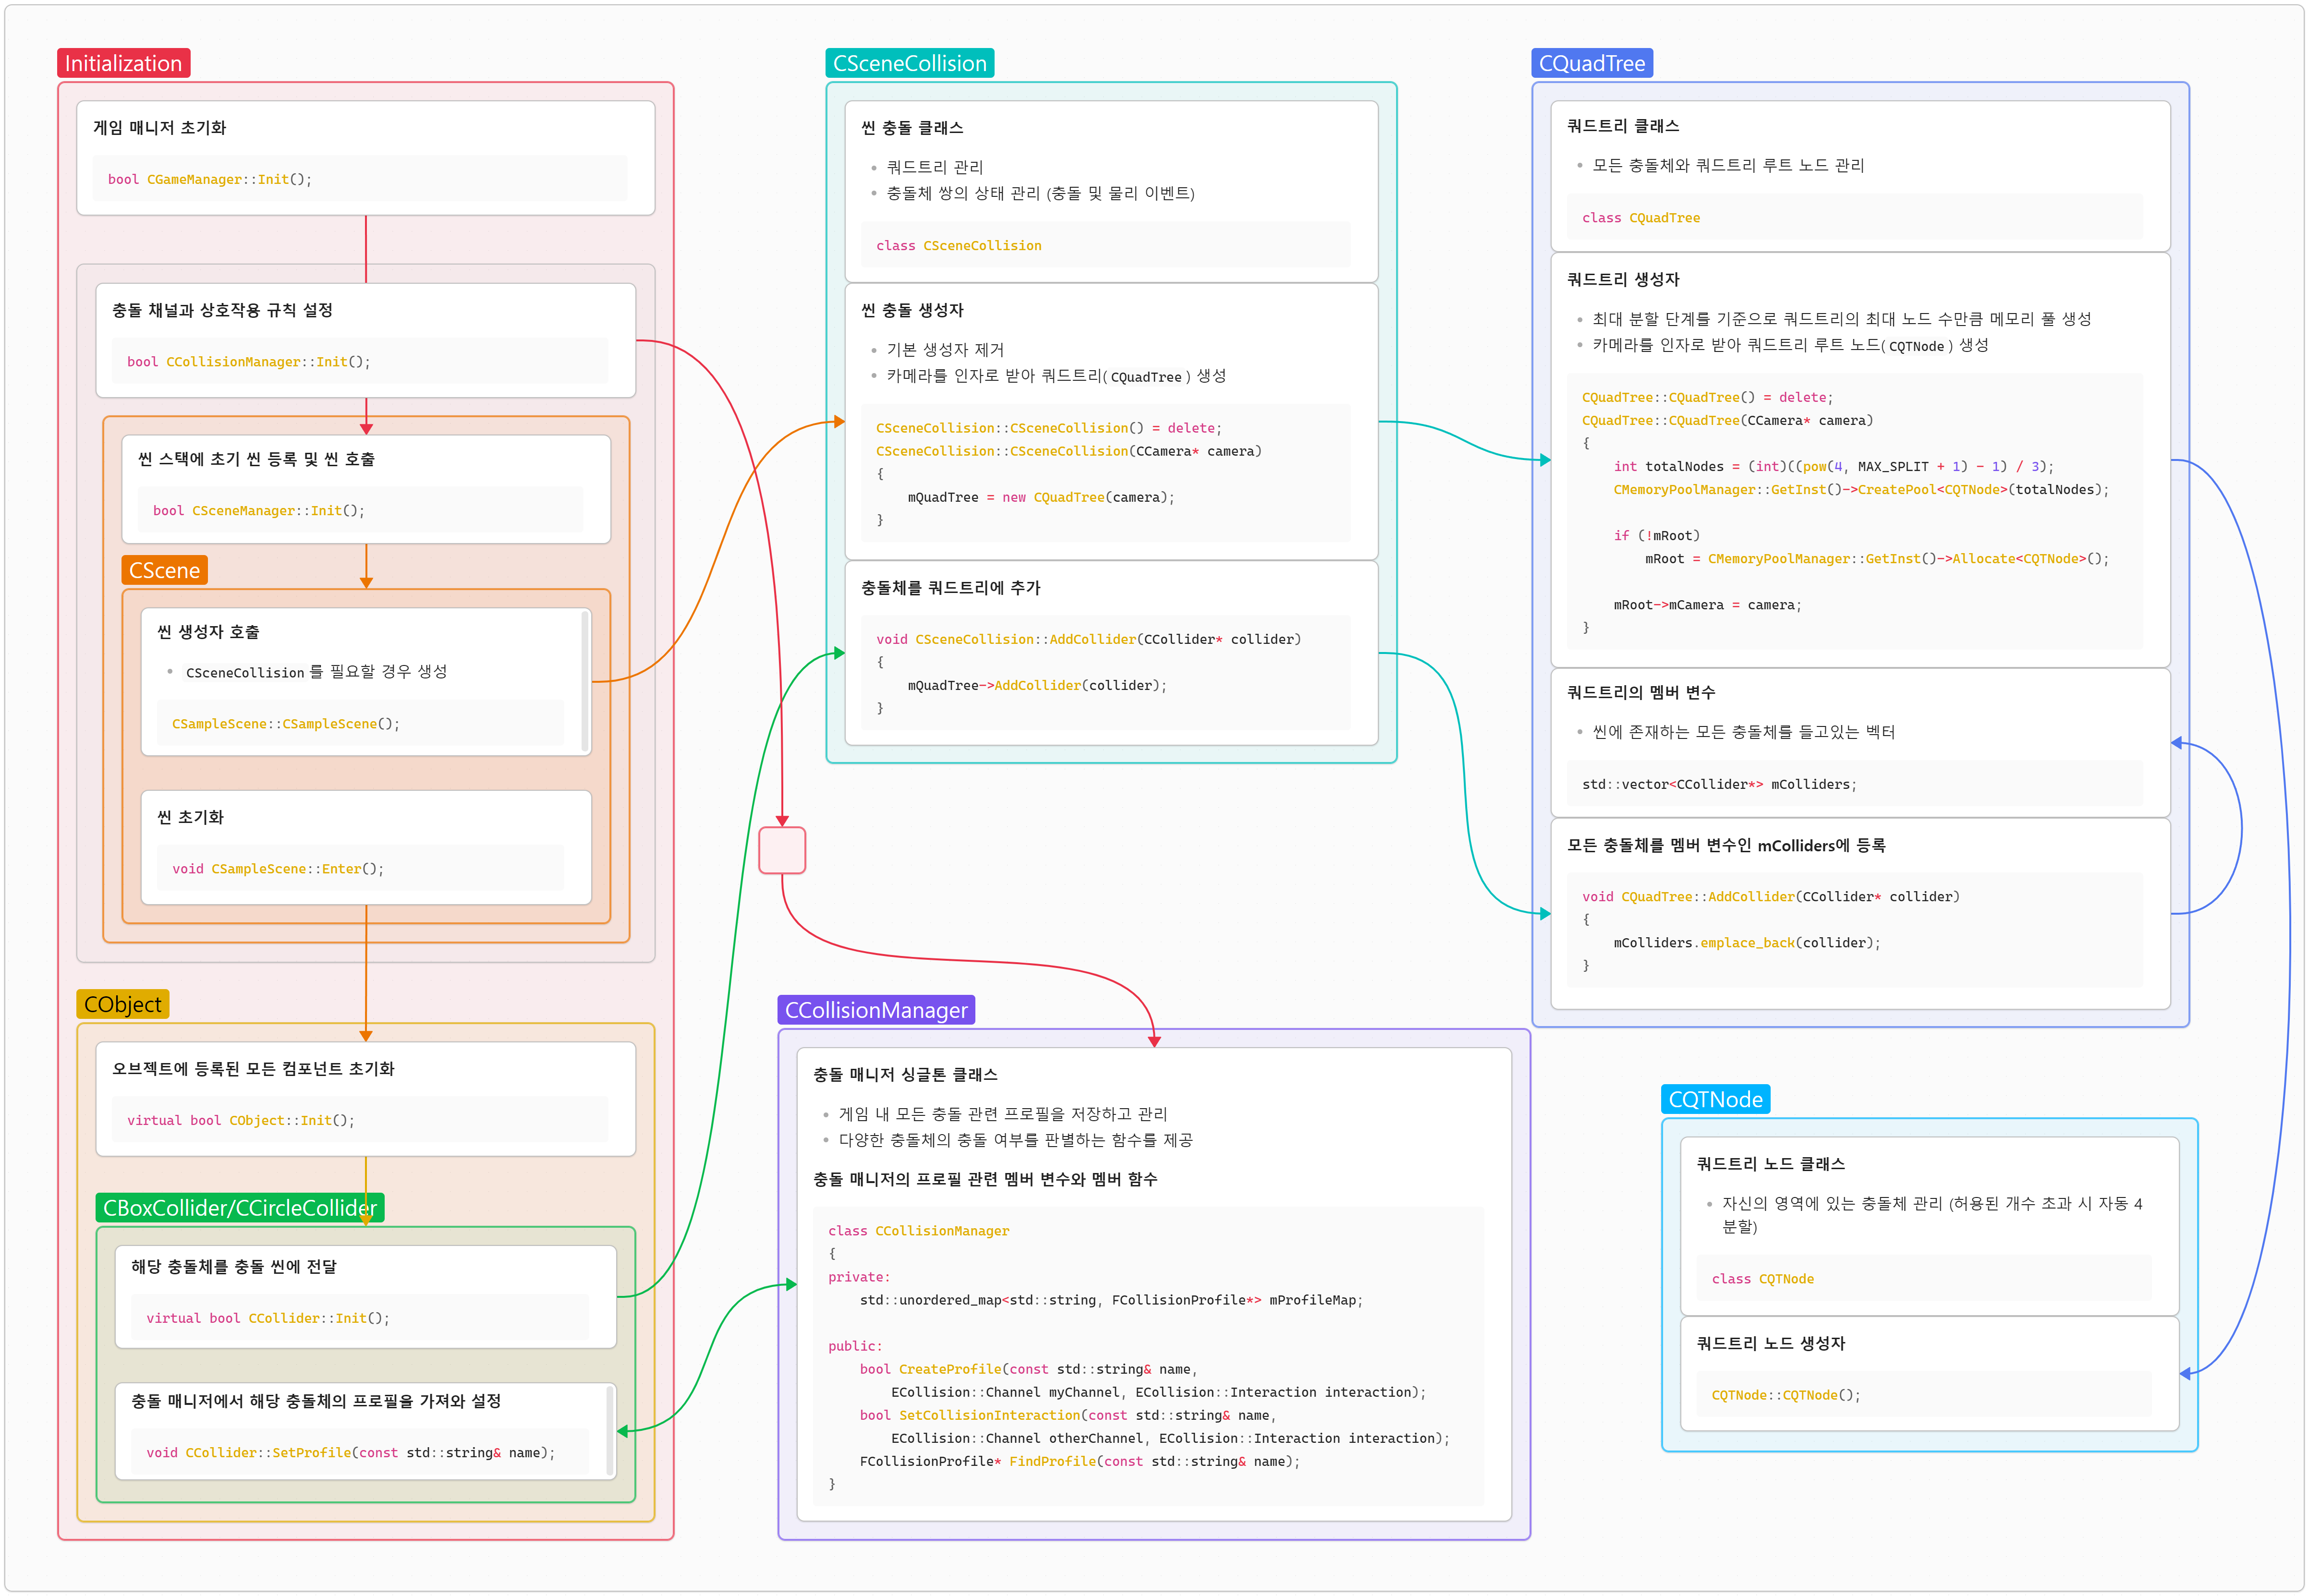 Initialization
게임 매니저 초기화
bool CGameManager::Init();
충돌 채널과 상호작용 규칙 설정
bool CCollisionManager::Init();
씬 스택에 초기 씬 등록 및 씬 호출
bool CSceneManager::Init();
CScene
씬 생성자 호출
• CSceneCollision 를 필요할 경우 생성
CSampleScene::CSampleScene();
씬 초기화
void CSampleScene::Enter();
CObject
오브젝트에 등록된 모든 컴포넌트 초기화
virtual bool CObject::Init();
CBoxCollider/CCircleCollider
해당 충돌체를 충돌 씬에 전달
virtual bool CCollider::Init();
충돌 매니저에서 해당 충돌체의 프로필을 가져와 설정
void CCollider::SetProfile(const std::string& name);
CSceneCollision
씬 충돌 클래스
• 쿼드트리 관리
• 충돌체 쌍의 상태 관리 (충돌 및 물리 이벤트)
class CSceneCollision
씬 충돌 생성자
• 기본 생성자 제거
• 카메라를 인자로 받아 쿼드트리( CQuadTree ) 생성
CSceneCollision::CSceneCollision() = delete;
CSceneCollision::CSceneCollision(CCamera* camera)
{
mQuadTree = new CQuadTree(camera);
}
충돌체를 쿼드트리에 추가
void CSceneCollision::AddCollider(CCollider* collider)
{
mQuadTree->AddCollider(collider);
}
CCollisionManager
충돌 매니저 싱글톤 클래스
• 게임 내 모든 충돌 관련 프로필을 저장하고 관리
• 다양한 충돌체의 충돌 여부를 판별하는 함수를 제공
충돌 매니저의 프로필 관련 멤버 변수와 멤버 함수
class CCollisionManager
{
private:
std::unordered_map<std::string, FCollisionProfile*> mProfileMap;
public:
bool CreateProfile(const std::string& name,
ECollision::Channel myChannel, ECollision::Interaction interaction);
bool SetCollisionInteraction(const std::string& name,
ECollision::Channel otherChannel, ECollision::Interaction interaction);
FCollisionProfile* FindProfile(const std::string& name);
}
CQuadTree
쿼드트리 클래스
• 모든 충돌체와 쿼드트리 루트 노드 관리
class CQuadTree
쿼드트리 생성자
• 최대 분할 단계를 기준으로 쿼드트리의 최대 노드 수만큼 메모리 풀 생성
• 카메라를 인자로 받아 쿼드트리 루트 노드( CQTNode ) 생성
CQuadTree::CQuadTree() = delete;
CQuadTree::CQuadTree(CCamera* camera)
{
int totalNodes = (int)((pow(4, MAX_SPLIT + 1) - 1) / 3);
CMemoryPoolManager::GetInst()->CreatePool<CQTNode>(totalNodes);
if (!mRoot)
mRoot = CMemoryPoolManager::GetInst()->Allocate<CQTNode>();
mRoot->mCamera = camera;
}
쿼드트리의 멤버 변수
• 씬에 존재하는 모든 충돌체를 들고있는 벡터
std::vector<CCollider*> mColliders;
모든 충돌체를 멤버 변수인 mColliders에 등록
void CQuadTree::AddCollider(CCollider* collider)
{
mColliders.emplace_back(collider);
}
CQTNode
쿼드트리 노드 클래스
• 자신의 영역에 있는 충돌체 관리 (허용된 개수 초과 시 자동 4
분할)
class CQTNode
쿼드트리 노드 생성자
CQTNode::CQTNode();